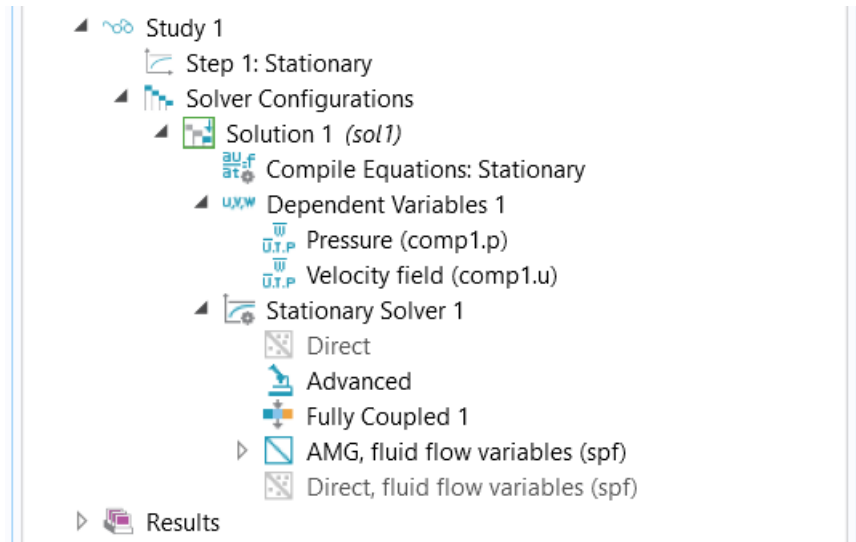 Study 1
Step 1: Stationary
Solver Configurations
Solution 1 (sol1)
Compile Equations: Stationary
Dependent Variables 1
Pressure (comp1.p)
Velocity field (comp1.u)
Stationary Solver 1
Direct
Advanced
Fully Coupled 1
AMG, fluid flow variables (spf)
Direct, fluid flow variables (spf)
Results